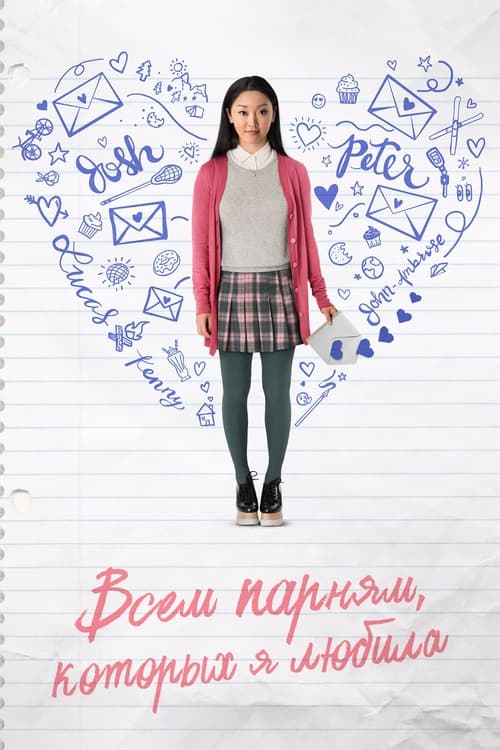 Josh
Peter
Lucas
John-Ambrose
Kenny
Всем парням,
которых я любила